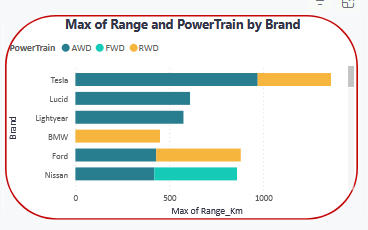 Max of Range and PowerTrain by Brand
PowerTrain AWD FWD RWD
Brand
Tesla
Lucid
Lightyear
BMW
Ford
Nissan
0 500 1000
Max of Range_Km